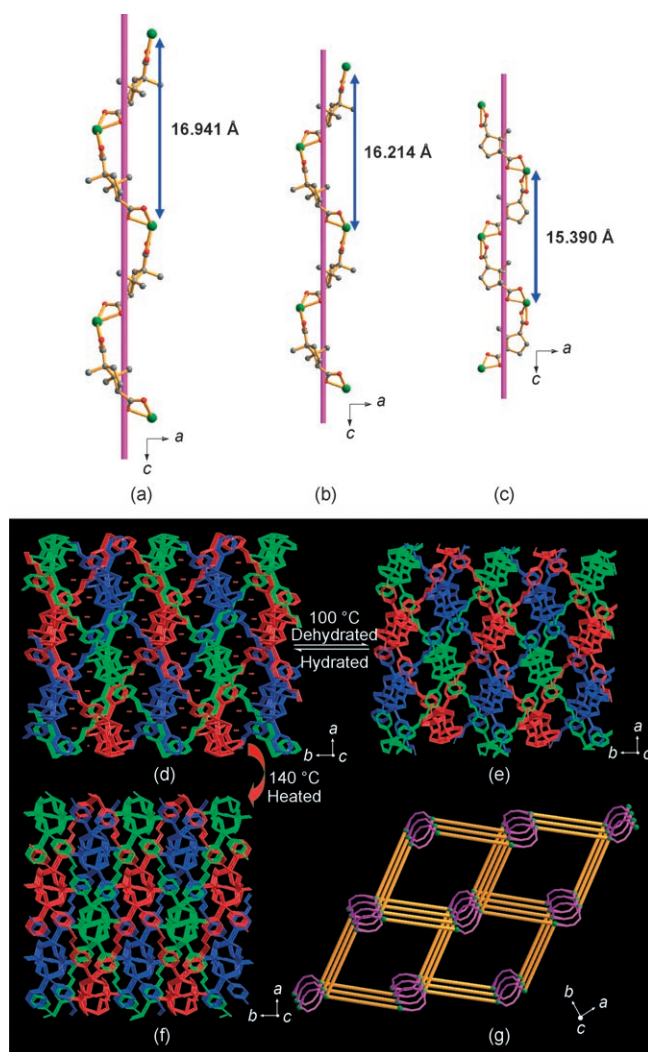 16.941 Å
16.214 Å
15.390 Å
a
c
a
c
a
c
(a)
(b)
(c)
100 °C
Dehydrated
Hydrated
a
b
c
a
b
c
(d)
(e)
140 °C
Heated
a
b
c
b
a
c
(f)
(g)